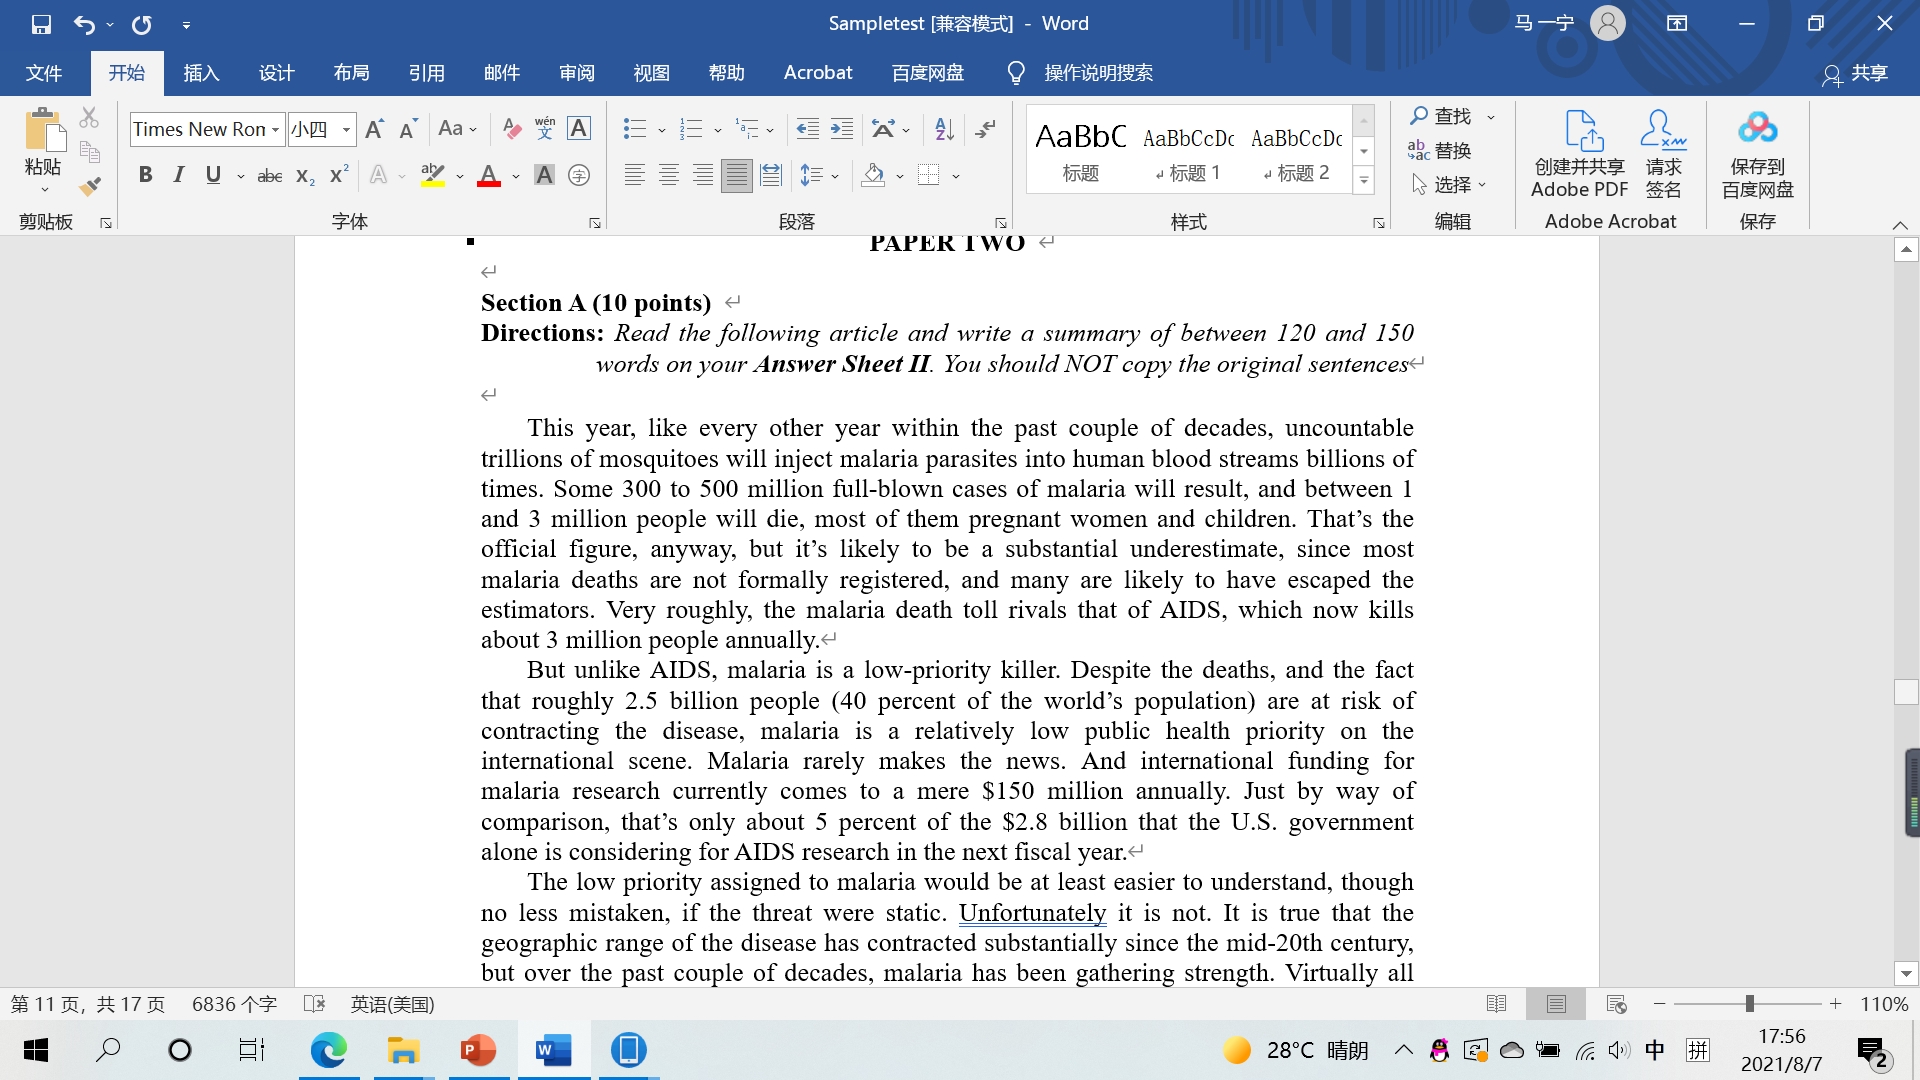 Sampletest [兼容模式] - Word
马 一宁
文件 开始 插入 设计 布局 引用 邮件 审阅 视图 帮助 Acrobat 百度网盘 操作说明搜索 共享
粘贴
剪贴板
Times New Ron 小四
字体
段落
AaBbC AaBbCcDc AaBbCcDc
标题 标题 1 标题 2
样式
查找
替换
选择
编辑
创建并共享 Adobe PDF
请求签名
Adobe Acrobat
保存到百度网盘
保存
PAPER TWO
Section A (10 points)
Directions: Read the following article and write a summary of between 120 and 150
words on your Answer Sheet II. You should NOT copy the original sentences
This year, like every other year within the past couple of decades, uncountable
trillions of mosquitoes will inject malaria parasites into human blood streams billions of
times. Some 300 to 500 million full-blown cases of malaria will result, and between 1
and 3 million people will die, most of them pregnant women and children. That's the
official figure, anyway, but it's likely to be a substantial underestimate, since most
malaria deaths are not formally registered, and many are likely to have escaped the
estimators. Very roughly, the malaria death toll rivals that of AIDS, which now kills
about 3 million people annually.
But unlike AIDS, malaria is a low-priority killer. Despite the deaths, and the fact
that roughly 2.5 billion people (40 percent of the world's population) are at risk of
contracting the disease, malaria is a relatively low public health priority on the
international scene. Malaria rarely makes the news. And international funding for
malaria research currently comes to a mere $150 million annually. Just by way of
comparison, that's only about 5 percent of the $2.8 billion that the U.S. government
alone is considering for AIDS research in the next fiscal year.
The low priority assigned to malaria would be at least easier to understand, though
no less mistaken, if the threat were static. Unfortunately it is not. It is true that the
geographic range of the disease has contracted substantially since the mid-20th century,
but over the past couple of decades, malaria has been gathering strength. Virtually all
第 11 页，共 17 页 6836 个字 英语(美国) 110%
28°C 晴朗 中 拼
17:56
2021/8/7
2